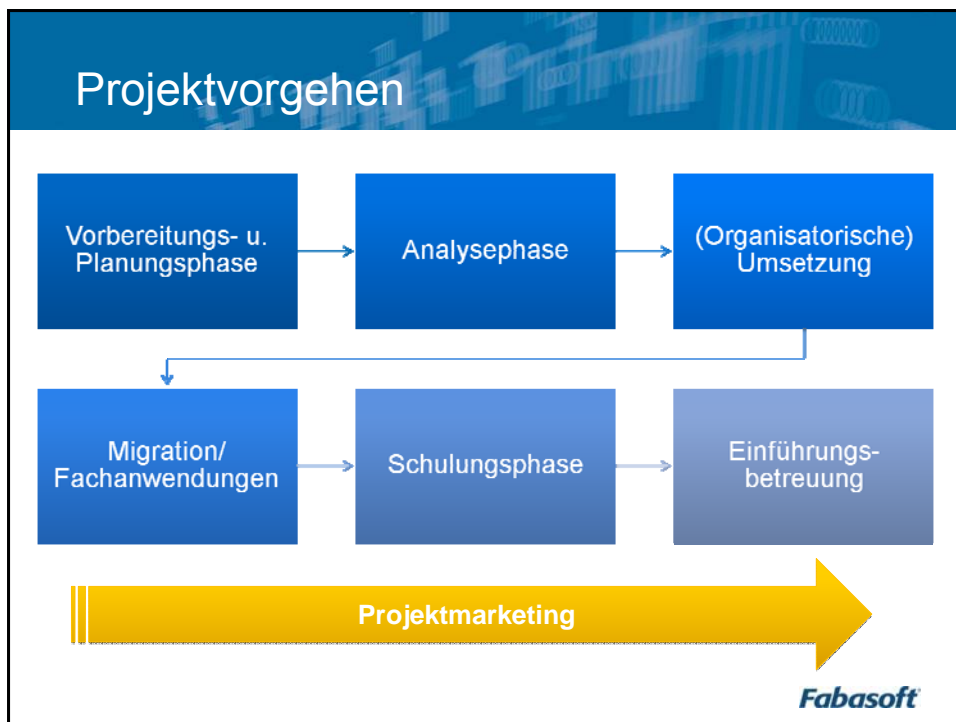 Projektvorgehen
Vorbereitungs- u.
Planungsphase
Analysephase
(Organisatorische)
Umsetzung
Migration/
Fachanwendungen
Schulungsphase
Einführungs-
betreuung
Projektmarketing
Fabasoft